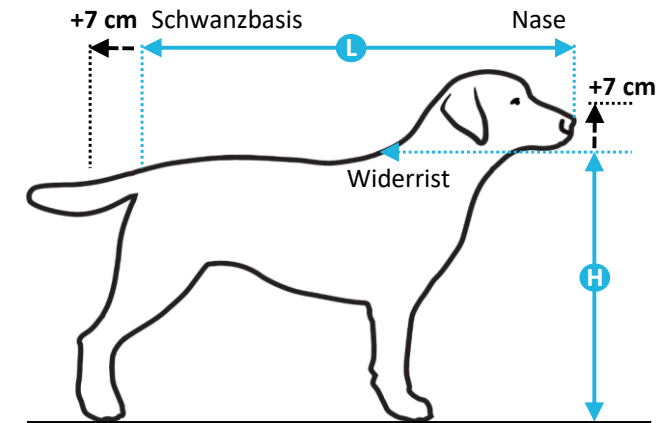 +7 cm Schwanzbasis Nase
L
+7 cm
Widerrist
H